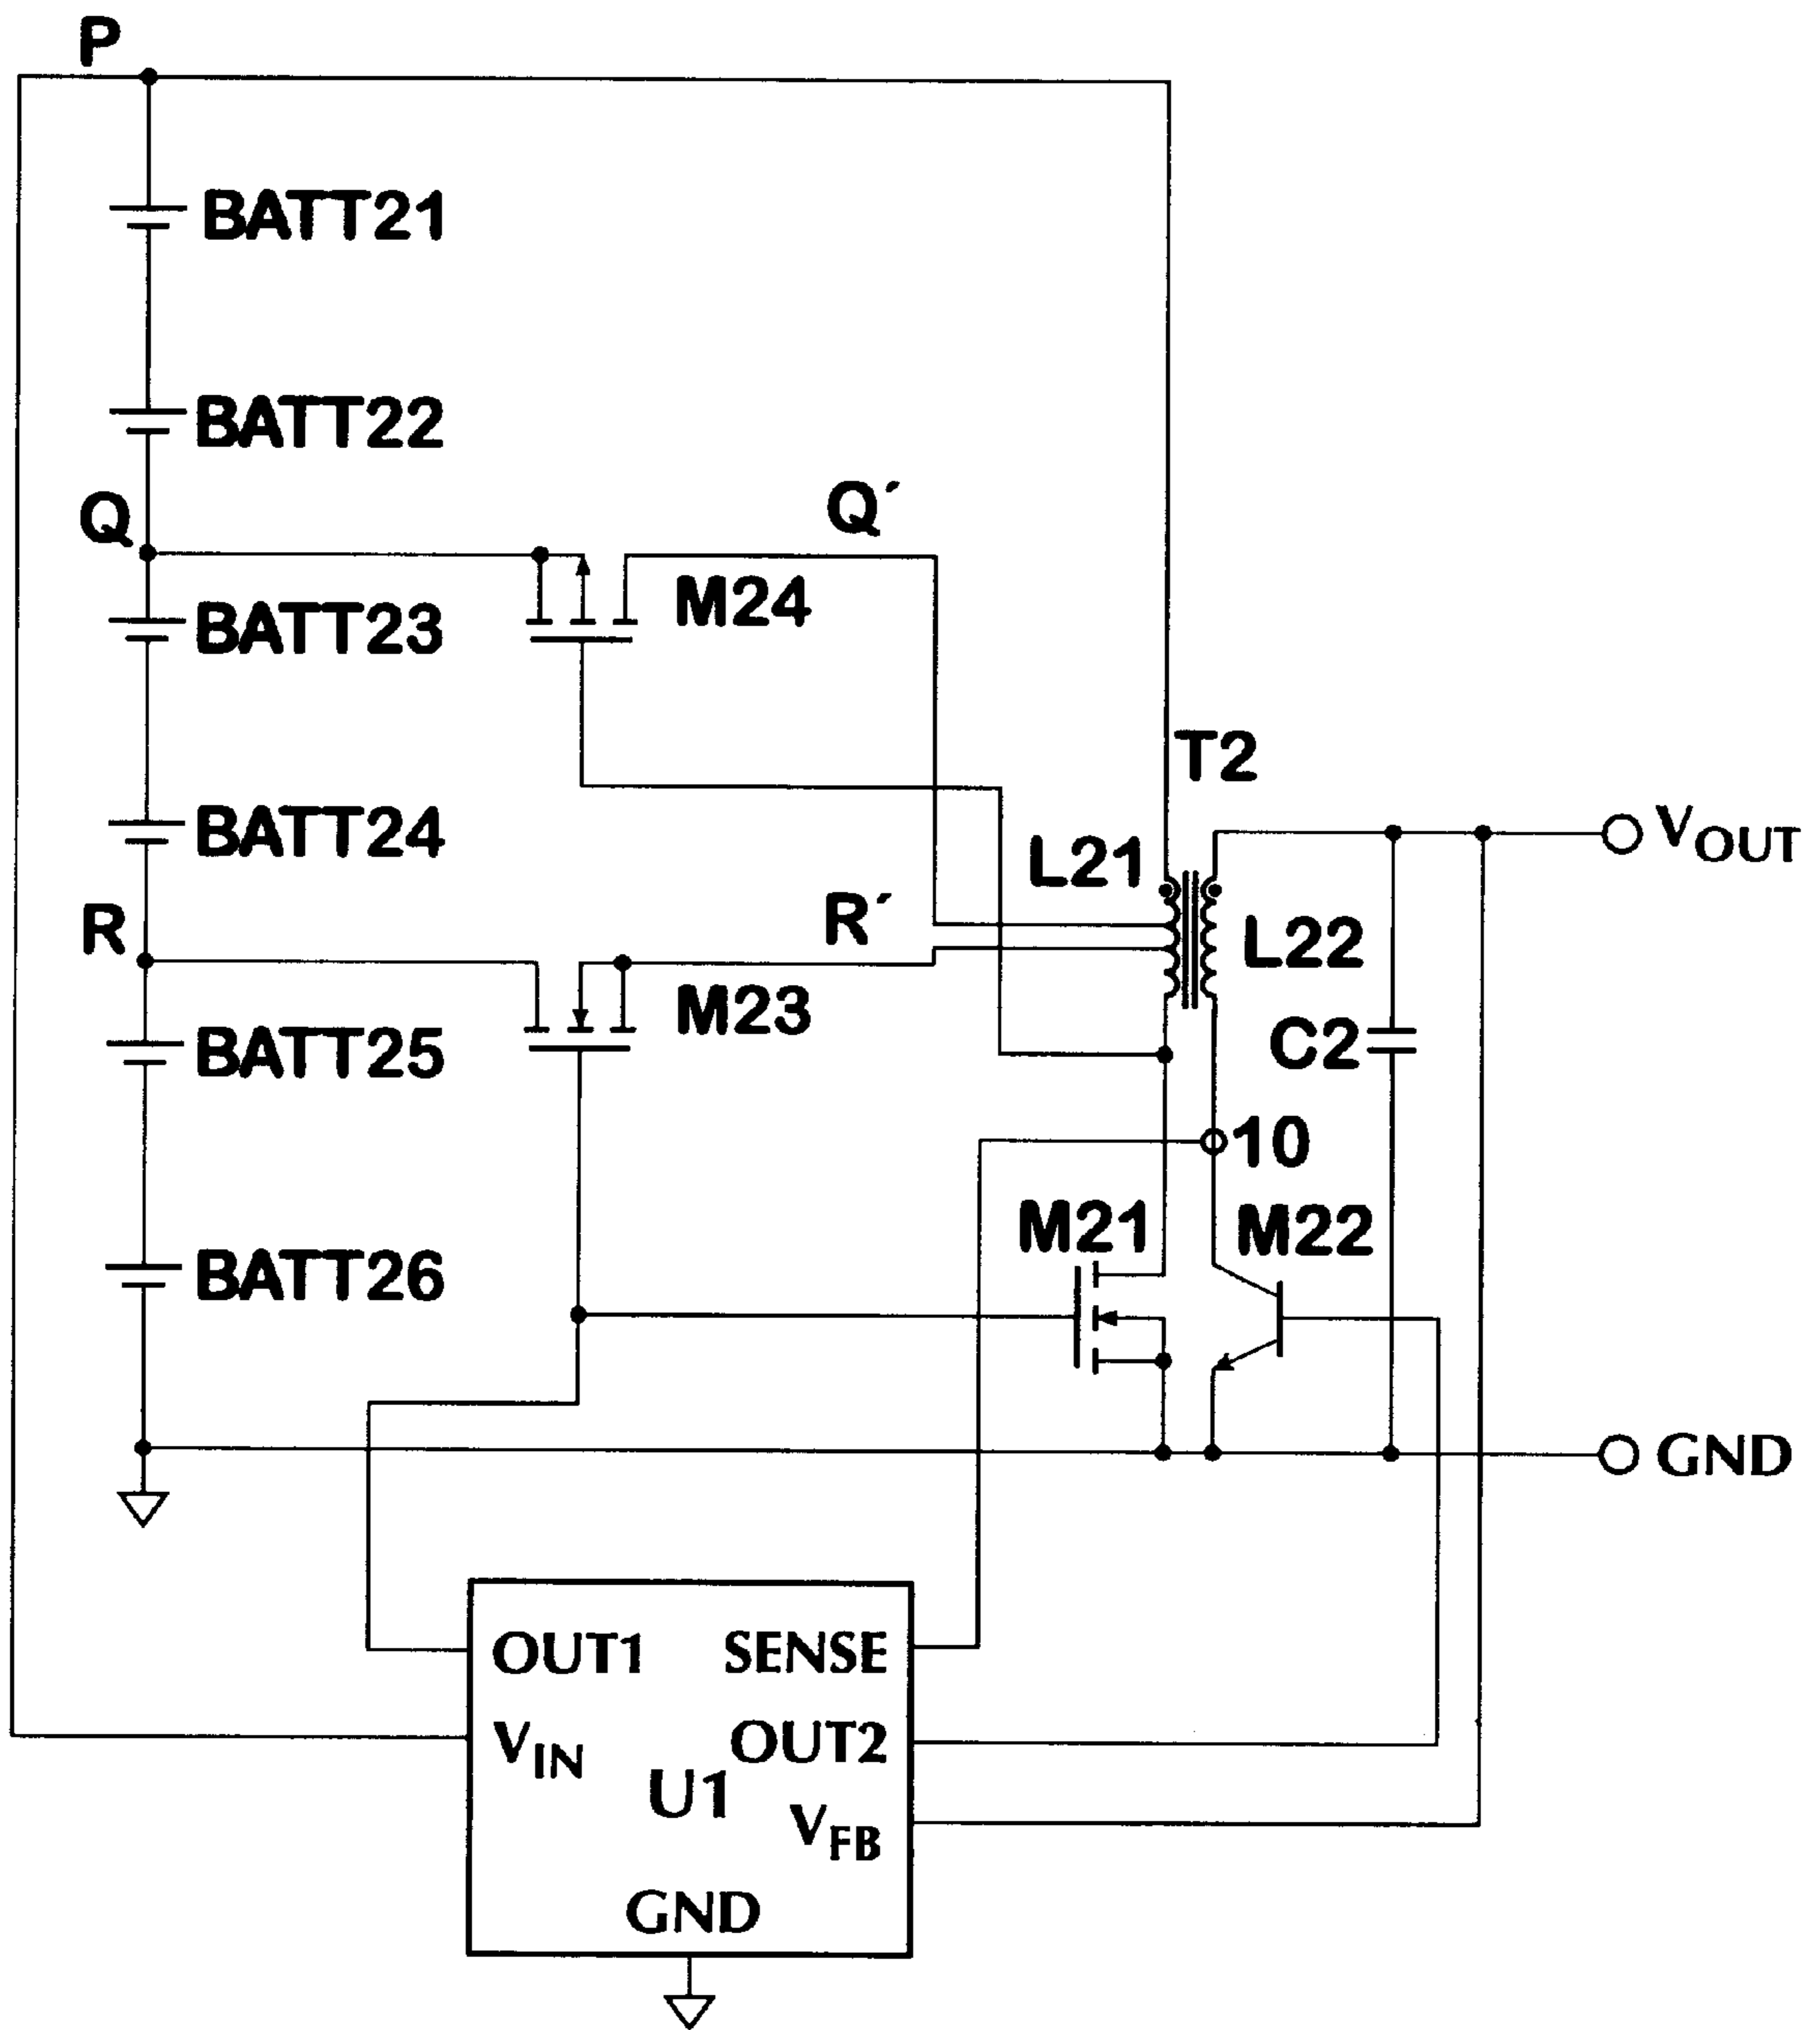 P
BATT21
BATT22
Q
Q´
M24
BATT23
T2
BATT24
VOUT
L21
R
R´
L22
M23
BATT25
C2
10
M21
M22
BATT26
GND
OUT1
SENSE
VIN
OUT2
U1
VFB
GND